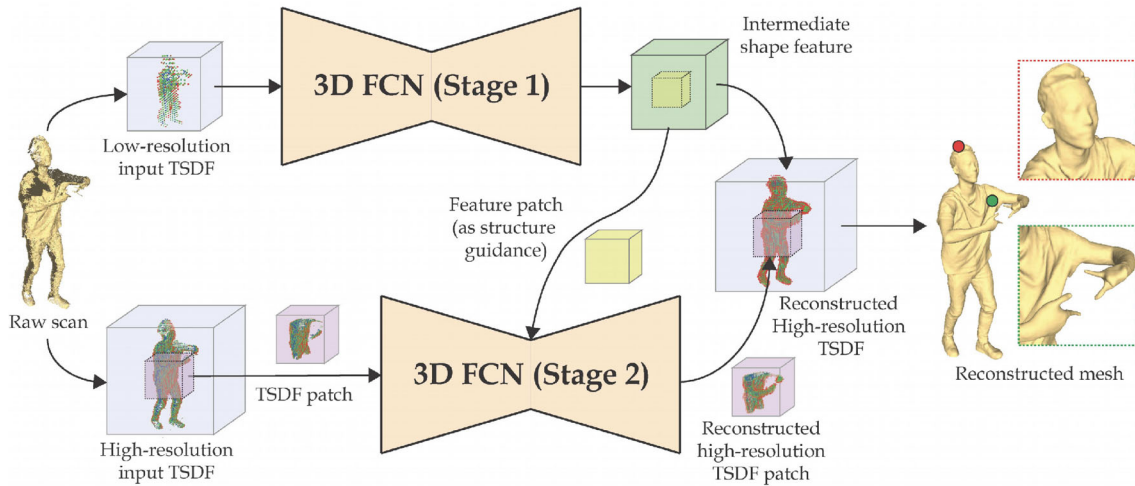 Intermediate
shape feature
3D FCN (Stage 1)
Low-resolution
input TSDF
Feature patch
(as structure
guidance)
Raw scan
Reconstructed
High-resolution
TSDF
Reconstructed mesh
TSDF patch
3D FCN (Stage 2)
High-resolution
input TSDF
Reconstructed
high-resolution
TSDF patch